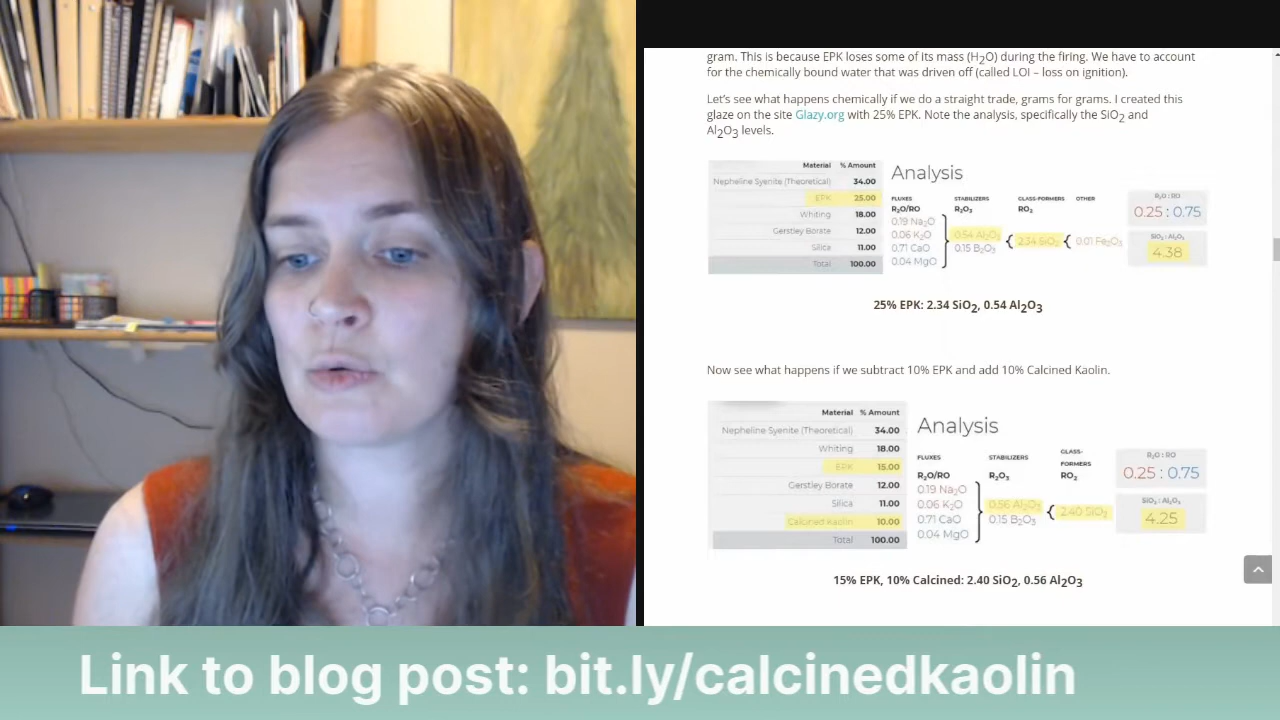 gram. This is because EPK loses some of its mass (H2O) during the firing. We have to account
for the chemically bound water that was driven off (called LOI – loss on ignition).
Let's see what happens chemically if we do a straight trade, grams for grams. I created this
glaze on the site Glazy.org with 25% EPK. Note the analysis, specifically the SiO2 and
Al2O3 levels.
Material % Amount
Nepheline Syenite (Theoretical) 34.00
EPK 25.00
Whiting 18.00
Gerstley Borate 12.00
Silica 11.00
Total 100.00
Analysis
FLUXES STABILIZERS GLASS-FORMERS OTHER
R2O/RO R2O3 RO2
0.19 Na2O
0.06 K2O
0.71 CaO
0.04 MgO
0.54 Al2O3
0.15 B2O3
2.34 SiO2
0.01 Fe2O3
R2O : RO
0.25 : 0.75
SiO2 : Al2O3
4.38
25% EPK: 2.34 SiO2, 0.54 Al2O3
Now see what happens if we subtract 10% EPK and add 10% Calcined Kaolin.
Material % Amount
Nepheline Syenite (Theoretical) 34.00
Whiting 18.00
EPK 15.00
Gerstley Borate 12.00
Silica 11.00
Calcined Kaolin 10.00
Total 100.00
Analysis
FLUXES STABILIZERS GLASS-
FORMERS
R2O/RO R2O3 RO2
0.19 Na2O
0.06 K2O
0.71 CaO
0.04 MgO
0.56 Al2O3
0.15 B2O3
2.40 SiO2
R2O : RO
0.25 : 0.75
SiO2 : Al2O3
4.25
15% EPK, 10% Calcined: 2.40 SiO2, 0.56 Al2O3
Link to blog post: bit.ly/calcinedkaolin